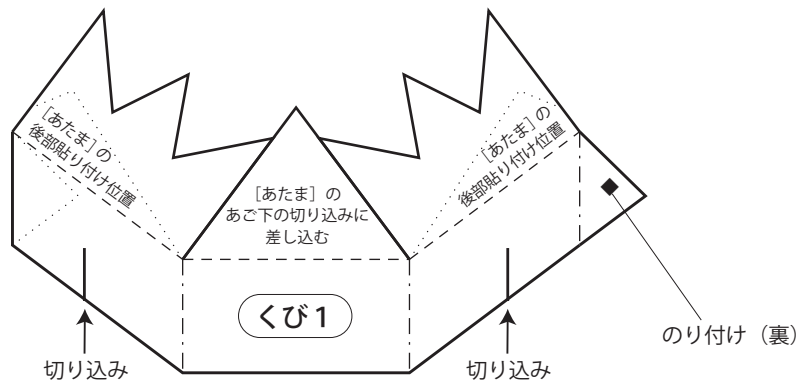 ［あたま］の
後部貼り付け位置
［あたま］の
あご下の切り込みに
差し込む
［あたま］の
後部貼り付け位置
くび 1
のり付け（裏）
切り込み
切り込み